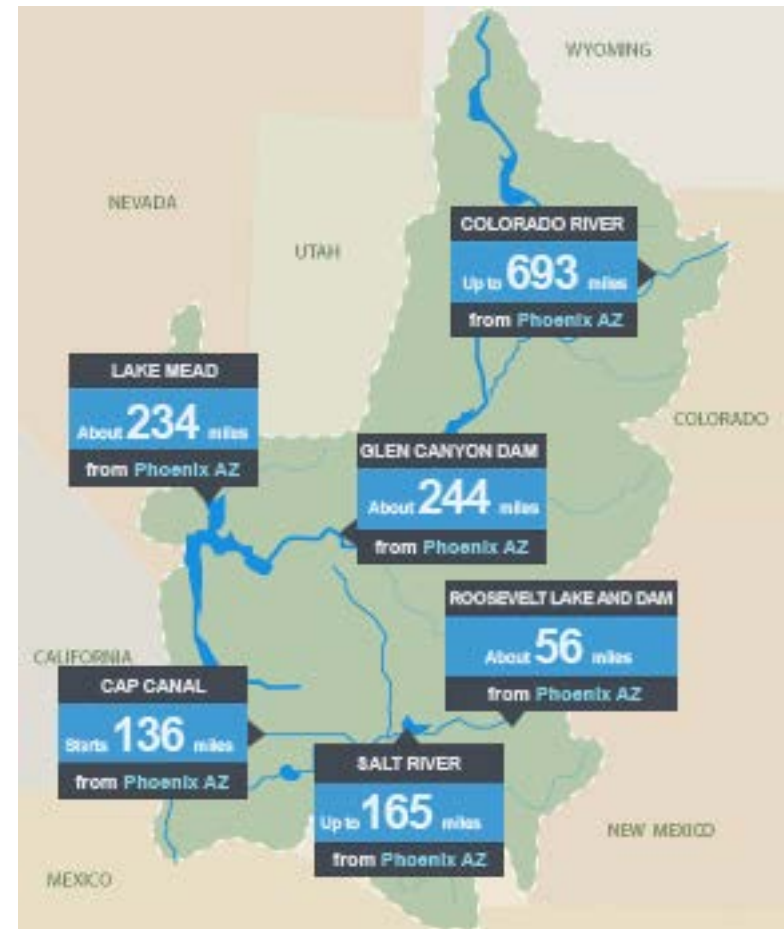 WYOMING
NEVADA
COLORADO RIVER
Up to 693 miles
from Phoenix AZ
UTAH
LAKE MEAD
About 234 miles
from Phoenix AZ
COLORADO
GLEN CANYON DAM
About 244 miles
from Phoenix AZ
ROOSEVELT LAKE AND DAM
About 56 miles
from Phoenix AZ
CALIFORNIA
CAP CANAL
Starts 136 miles
from Phoenix AZ
SALT RIVER
Up to 165 miles
from Phoenix AZ
NEW MEXICO
MEXICO